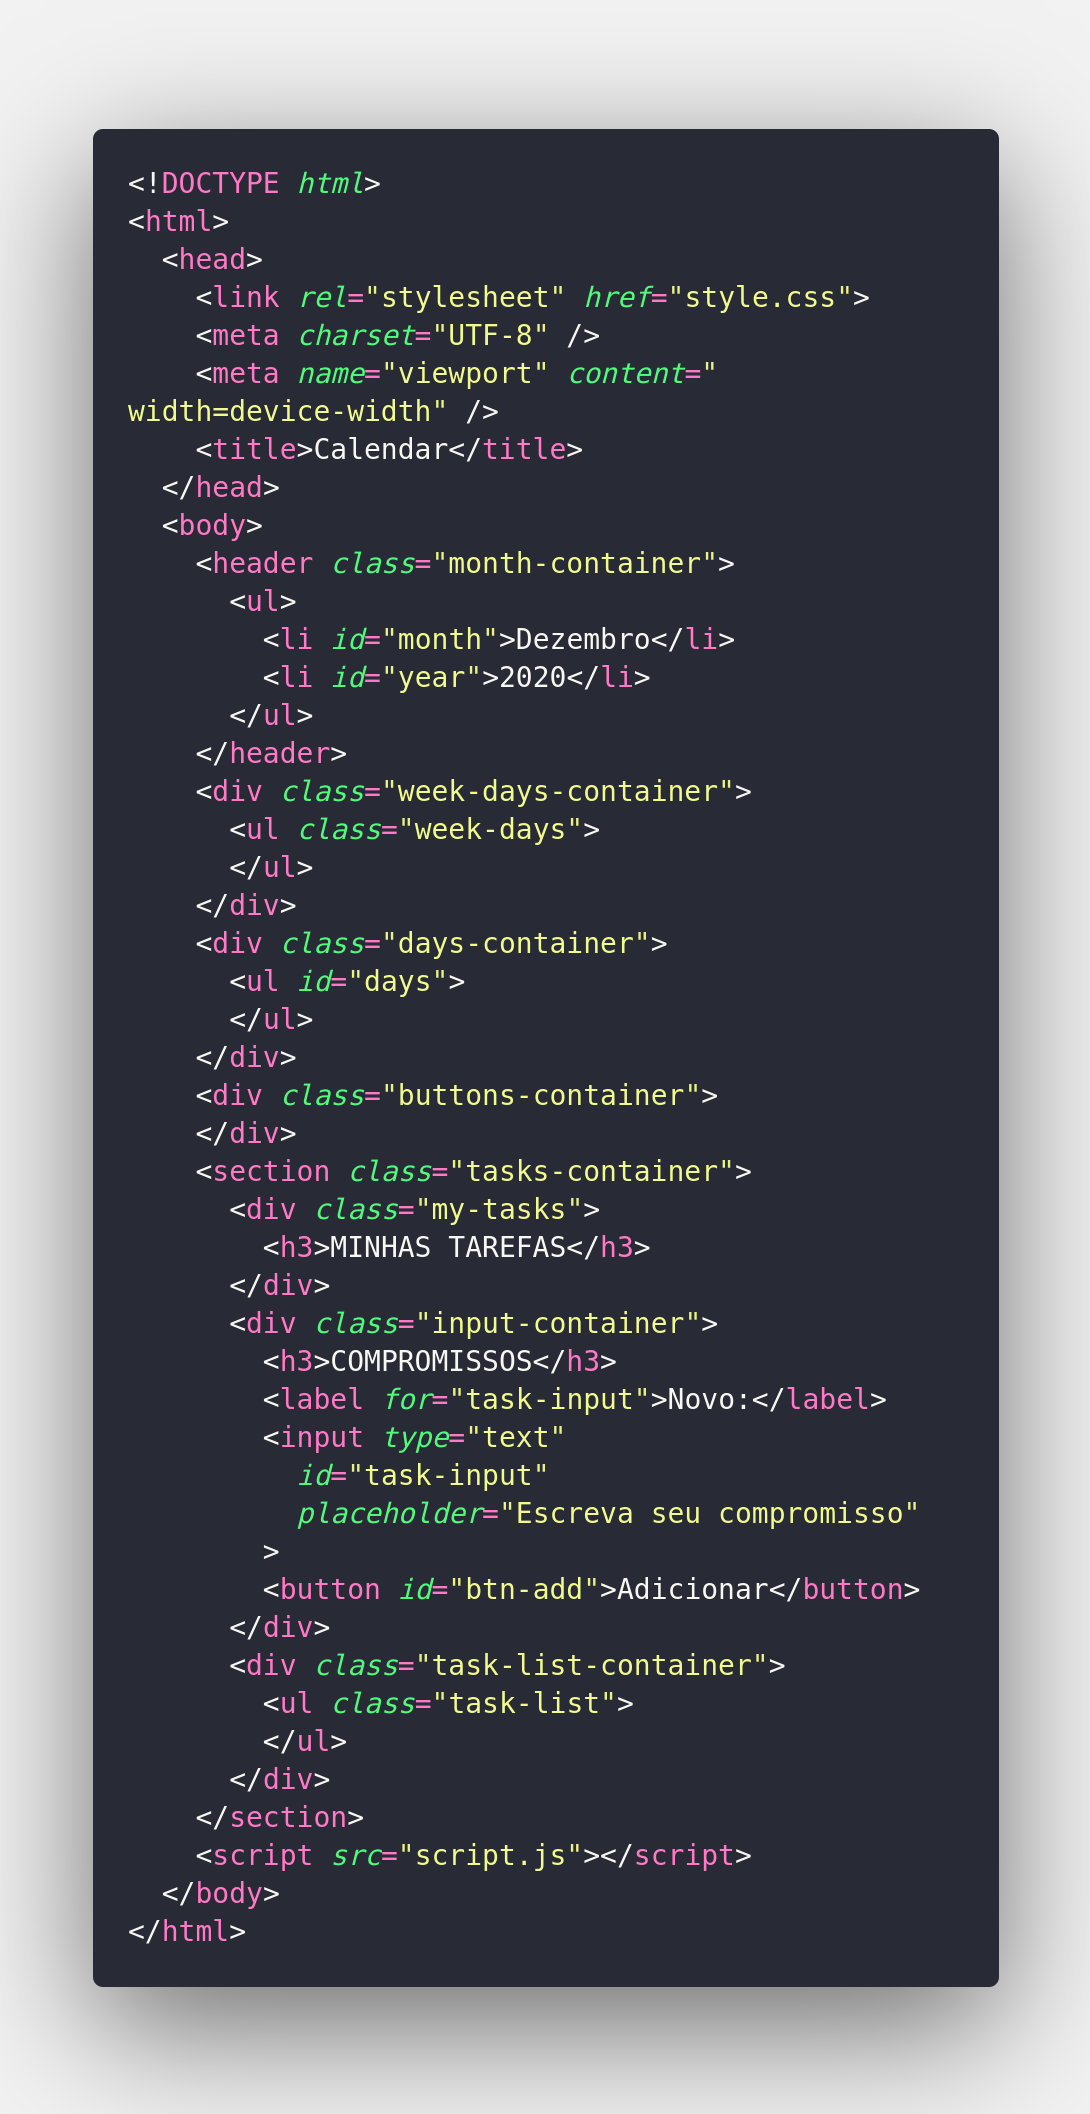 <!DOCTYPE html>
<html>
  <head>
    <link rel="stylesheet" href="style.css">
    <meta charset="UTF-8" />
    <meta name="viewport" content="
width=device-width" />
    <title>Calendar</title>
  </head>
  <body>
    <header class="month-container">
      <ul>
        <li id="month">Dezembro</li>
        <li id="year">2020</li>
      </ul>
    </header>
    <div class="week-days-container">
      <ul class="week-days">
      </ul>
    </div>
    <div class="days-container">
      <ul id="days">
      </ul>
    </div>
    <div class="buttons-container">
    </div>
    <section class="tasks-container">
      <div class="my-tasks">
        <h3>MINHAS TAREFAS</h3>
      </div>
      <div class="input-container">
        <h3>COMPROMISSOS</h3>
        <label for="task-input">Novo:</label>
        <input type="text"
          id="task-input"
          placeholder="Escreva seu compromisso"
        >
        <button id="btn-add">Adicionar</button>
      </div>
      <div class="task-list-container">
        <ul class="task-list">
        </ul>
      </div>
    </section>
    <script src="script.js"></script>
  </body>
</html>